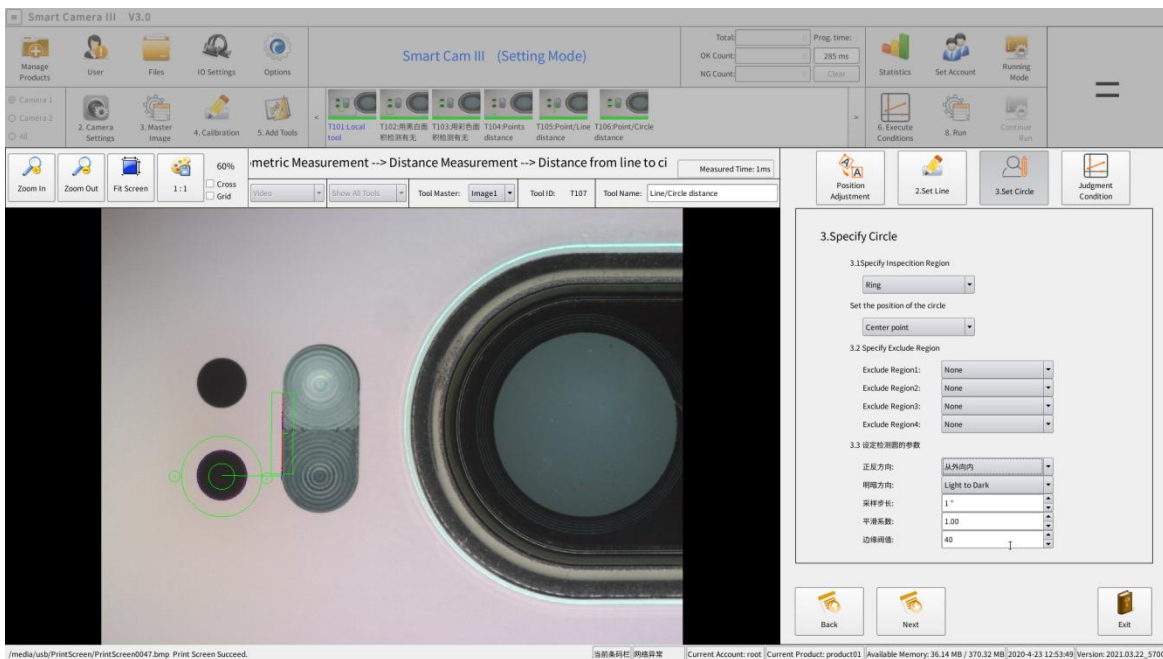 Smart Camera III V3.0
Manage Products
User
Files
IO Settings
Options
Smart Cam III (Setting Mode)
Total:
OK Count:
NG Count:
Prog. time:
285 ms
Clear
Statistics
Set Account
Running Mode
Camera 1
Camera 2
All
2. Camera Settings
3. Master Image
4. Calibration
5. Add Tools
<
T101:Local tool
T102:用黑白面积检测有无
T103:用彩色面积检测有无
T104:Points distance
T105:Point/Line distance
T106:Point/Circle distance
>
6. Execute Conditions
8. Run
Continue Run
Zoom In
Zoom Out
Fit Screen
1 : 1
60%
Cross
Grid
ometric Measurement --> Distance Measurement --> Distance from line to ci
Measured Time: 1ms
Video
Show All Tools
Tool Master:
Image1
Tool ID:
T107
Tool Name:
Line/Circle distance
Position Adjustment
2.Set Line
3.Set Circle
Judgment Condition
3.Specify Circle
3.1Specify Inspecition Region
Ring
Set the position of the circle
Center point
3.2 Specify Exclude Region
Exclude Region1:
None
Exclude Region2:
None
Exclude Region3:
None
Exclude Region4:
None
3.3 设定检测圆的参数
正反方向:
从外向内
明暗方向:
Light to Dark
采样步长:
1 °
平滑系数:
1.00
边缘阀值:
40
Back
Next
Exit
/media/usb/PrintScreen/PrintScreen0047.bmp Print Screen Succeed.
当前条码栏
网络异常
Current Account: root
Current Product: product01
Available Memory: 36.14 MB / 370.32 MB
2020-4-23 12:53:49
Version: 2021.03.22_570